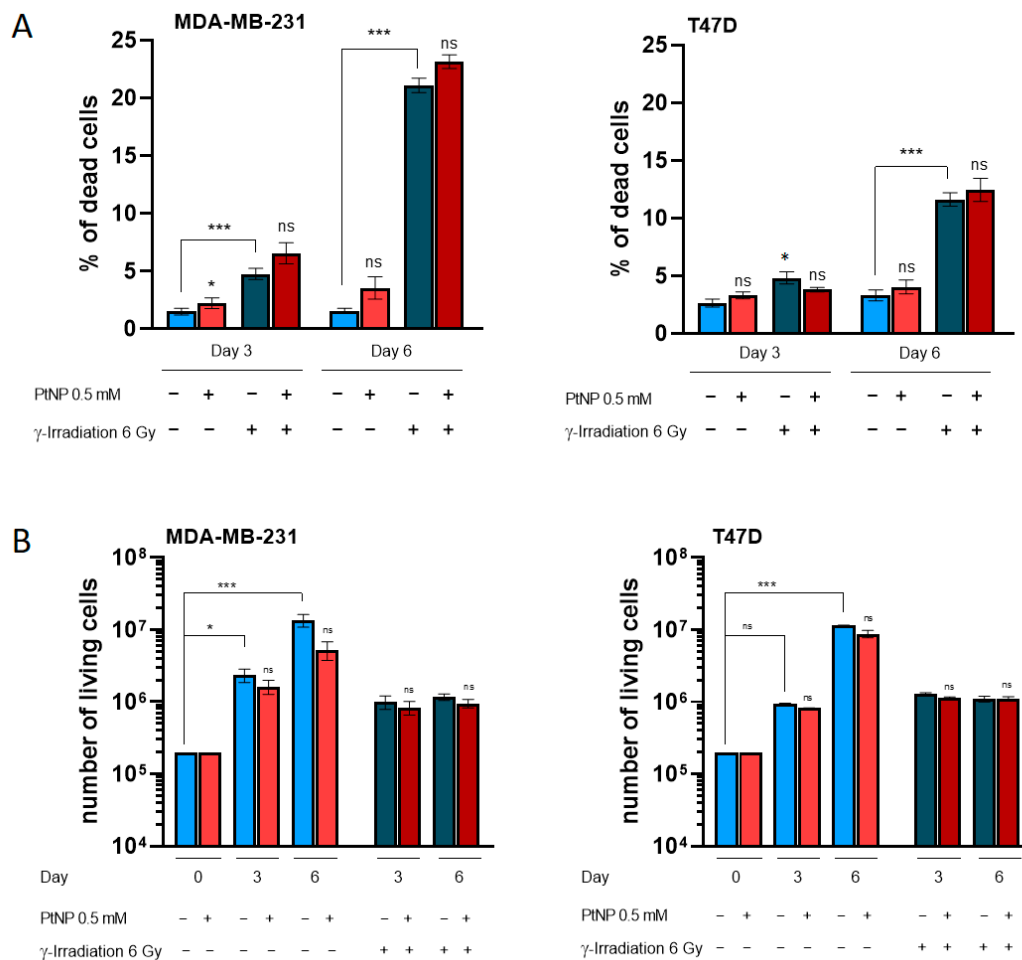 A
MDA-MB-231
% of dead cells
25
20
15
10
5
0
***
*
ns
***
ns
ns
Day 3 Day 6
PtNP 0.5 mM − + − + − + − +
γ-Irradiation 6 Gy − − + + − − + +
T47D
% of dead cells
25
20
15
10
5
0
ns
*
ns
***
ns
ns
Day 3 Day 6
PtNP 0.5 mM − + − + − + − +
γ-Irradiation 6 Gy − − + + − − + +
B
MDA-MB-231
number of living cells
10⁸
10⁷
10⁶
10⁵
10⁴
***
*
ns
ns
ns
ns
Day 0 3 6 3 6
PtNP 0.5 mM − + − + − + − + − +
γ-Irradiation 6 Gy − − − − − − + + + +
T47D
number of living cells
10⁸
10⁷
10⁶
10⁵
10⁴
***
ns
ns
ns
ns
ns
Day 0 3 6 3 6
PtNP 0.5 mM − + − + − + − + − +
γ-Irradiation 6 Gy − − − − − − + + + +